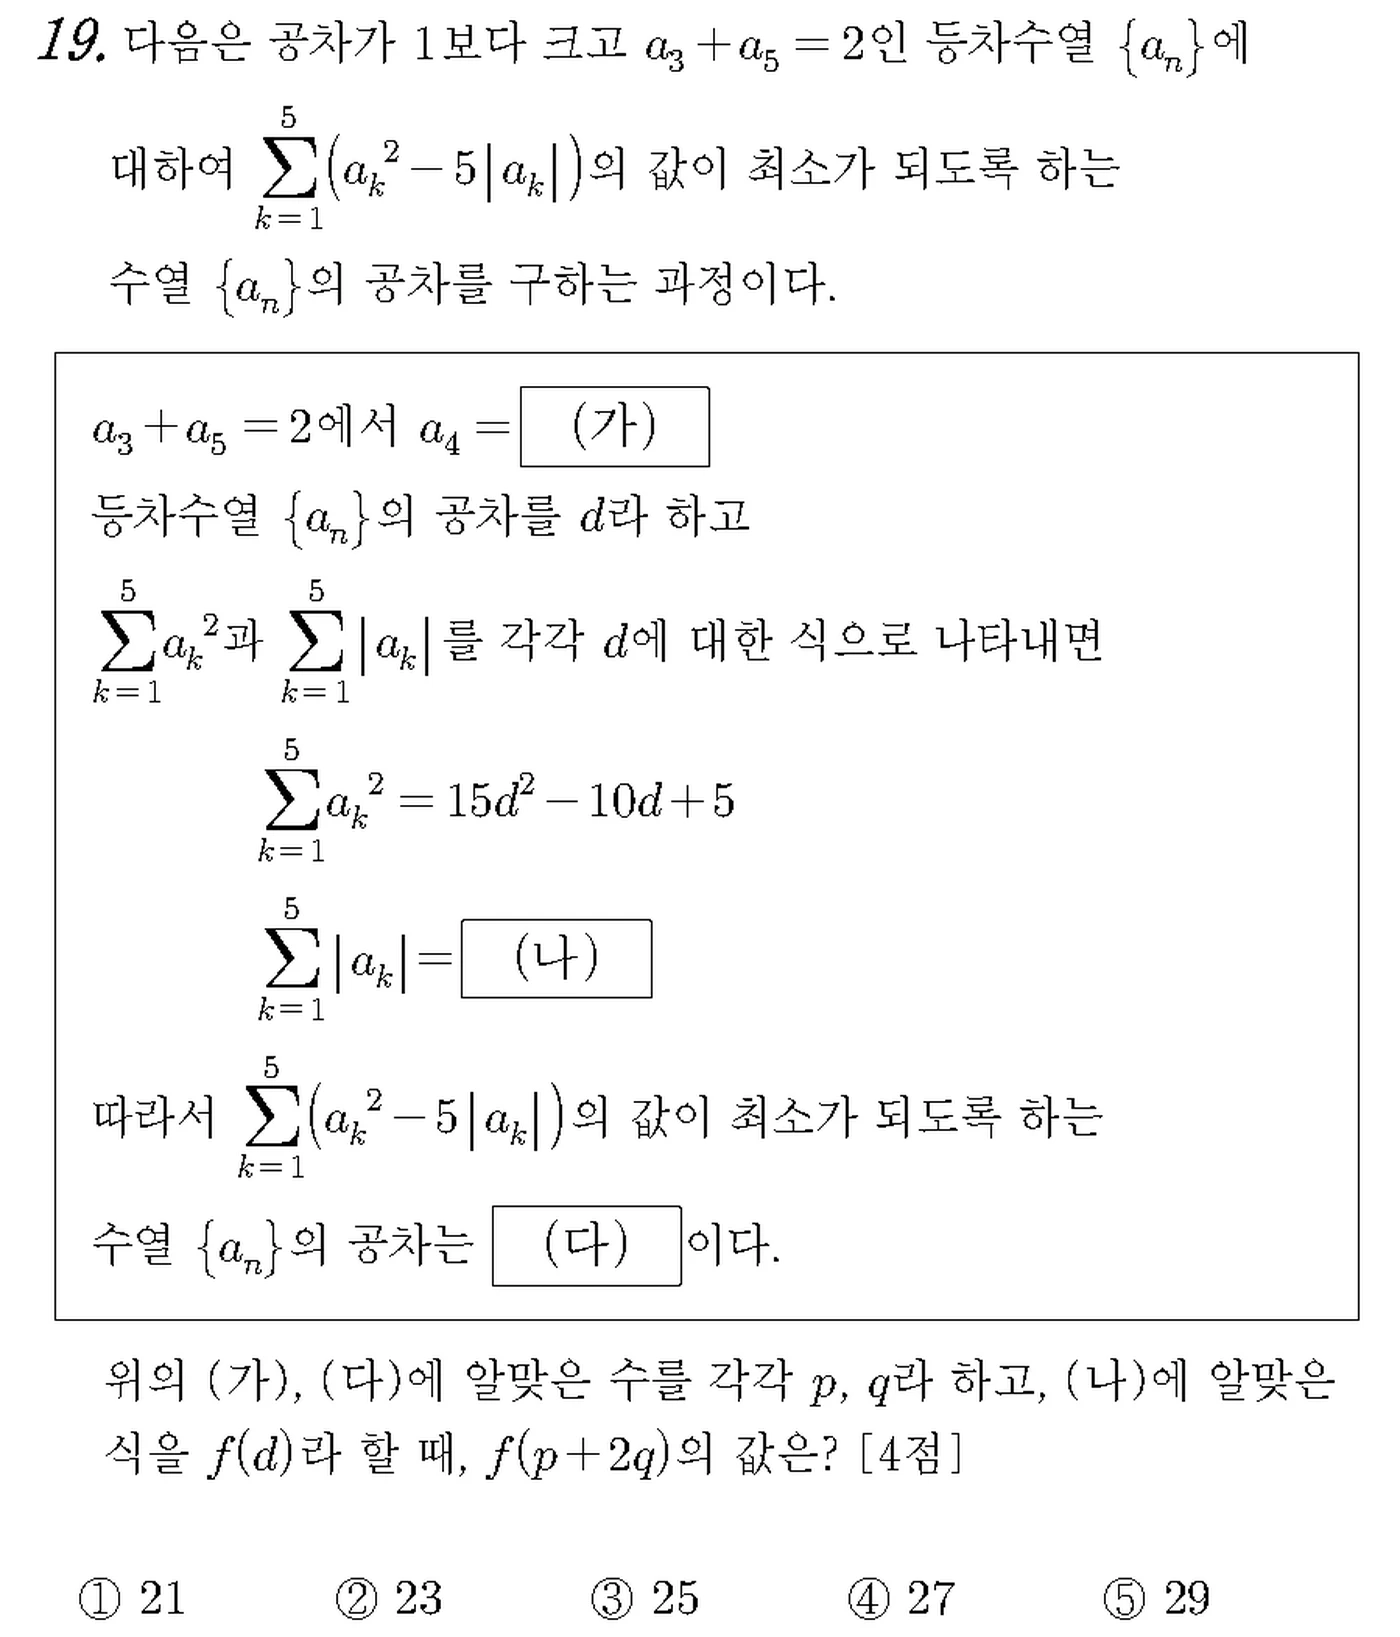 19. 다음은 공차가 1보다 크고 a₃+a₅=2인 등차수열 {aₙ}에
대하여 ∑_{k=1}^{5}(aₖ²-5|aₖ|)의 값이 최소가 되도록 하는
수열 {aₙ}의 공차를 구하는 과정이다.
a₃+a₅=2에서 a₄= (가)
등차수열 {aₙ}의 공차를 d라 하고
∑_{k=1}^{5}aₖ²과 ∑_{k=1}^{5}|aₖ|를 각각 d에 대한 식으로 나타내면
∑_{k=1}^{5}aₖ²=15d²-10d+5
∑_{k=1}^{5}|aₖ|= (나)
따라서 ∑_{k=1}^{5}(aₖ²-5|aₖ|)의 값이 최소가 되도록 하는
수열 {aₙ}의 공차는 (다) 이다.
위의 (가), (다)에 알맞은 수를 각각 p, q라 하고, (나)에 알맞은
식을 f(d)라 할 때, f(p+2q)의 값은? [4점]
① 21 ② 23 ③ 25 ④ 27 ⑤ 29